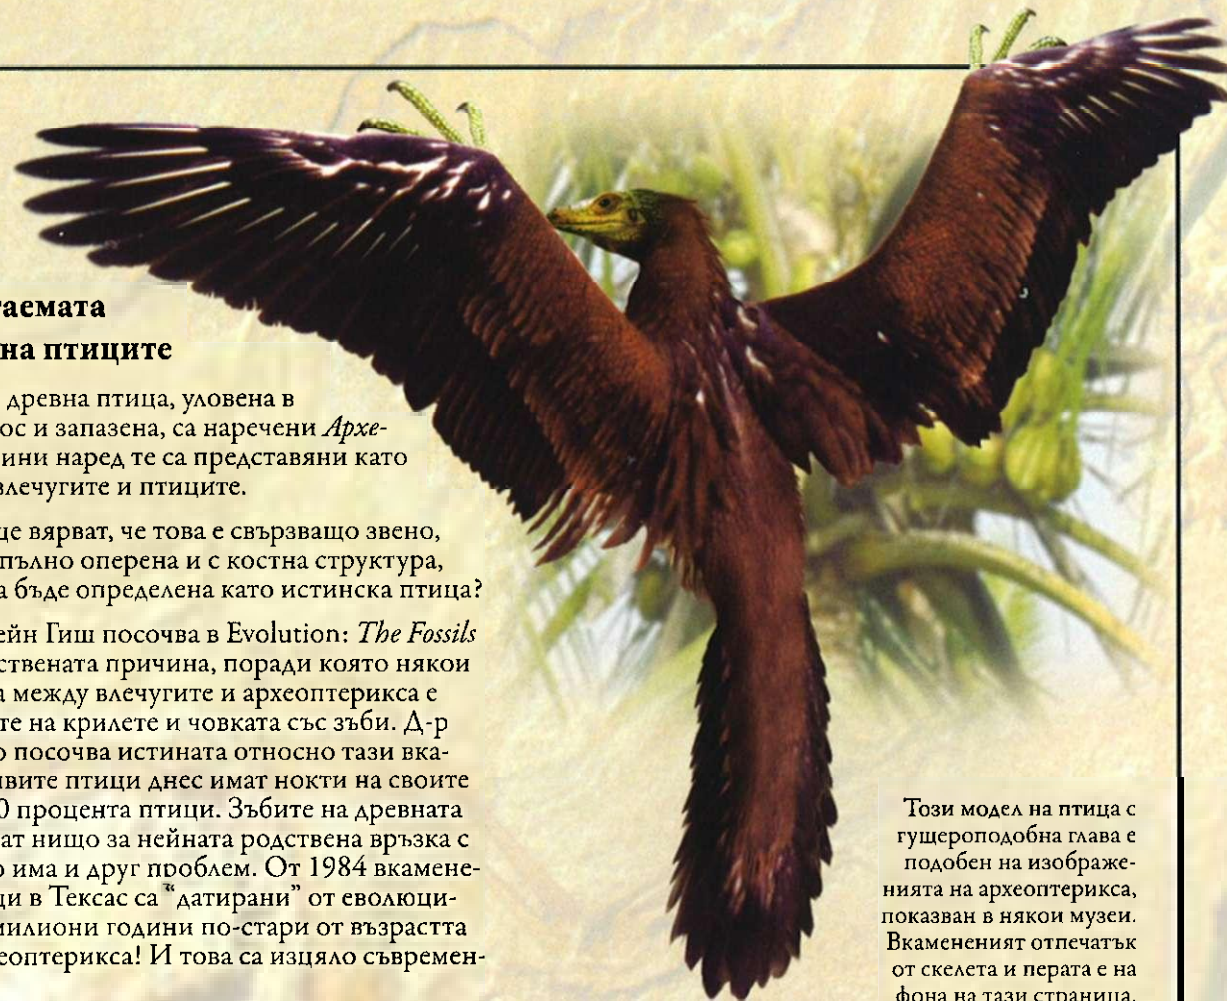 таемата
на птиците
древна птица, уловена в
ос и запазена, са наречени Архе-
ини наред те са представяни като
влечугите и птиците.
ще вярват, че това е свързващо звено,
пълно оперена и с костна структура,
а бъде определена като истинска птица?
ейн Гиш посочва в Evolution: The Fossils
ствената причина, поради която някои
а между влечугите и археоптерикса е
те на крилете и човката със зъби. Д-р
о посочва истината относно тази вка-
ивите птици днес имат нокти на своите
0 процента птици. Зъбите на древната
ат нищо за нейната родствена връзка с
о има и друг проблем. От 1984 вкамене-
ци в Тексас са "датирани" от еволюци-
милиони години по-стари от възрастта
еоптерикса! И това са изцяло съвремен-
Този модел на птица с
гущероподобна глава е
подобен на изображе-
нията на археоптерикса,
показван в някои музеи.
Вкамененият отпечатък
от скелета и перата е на
фона на тази страница.